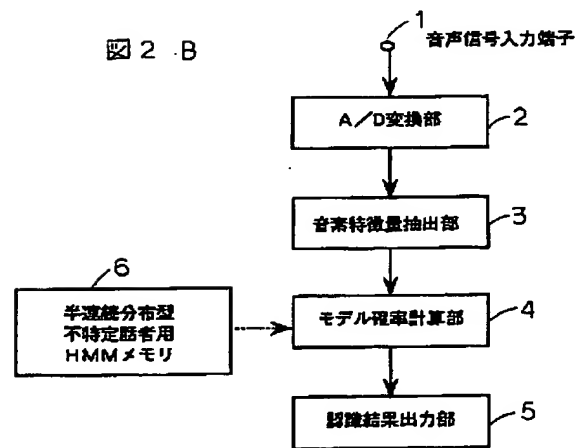 図2 B
1
音声信号入力端子
A/D変換部
2
音素特徴量抽出部
3
6
半連続分布型
不特定話者用
HMMメモリ
モデル確率計算部
4
認識結果出力部
5